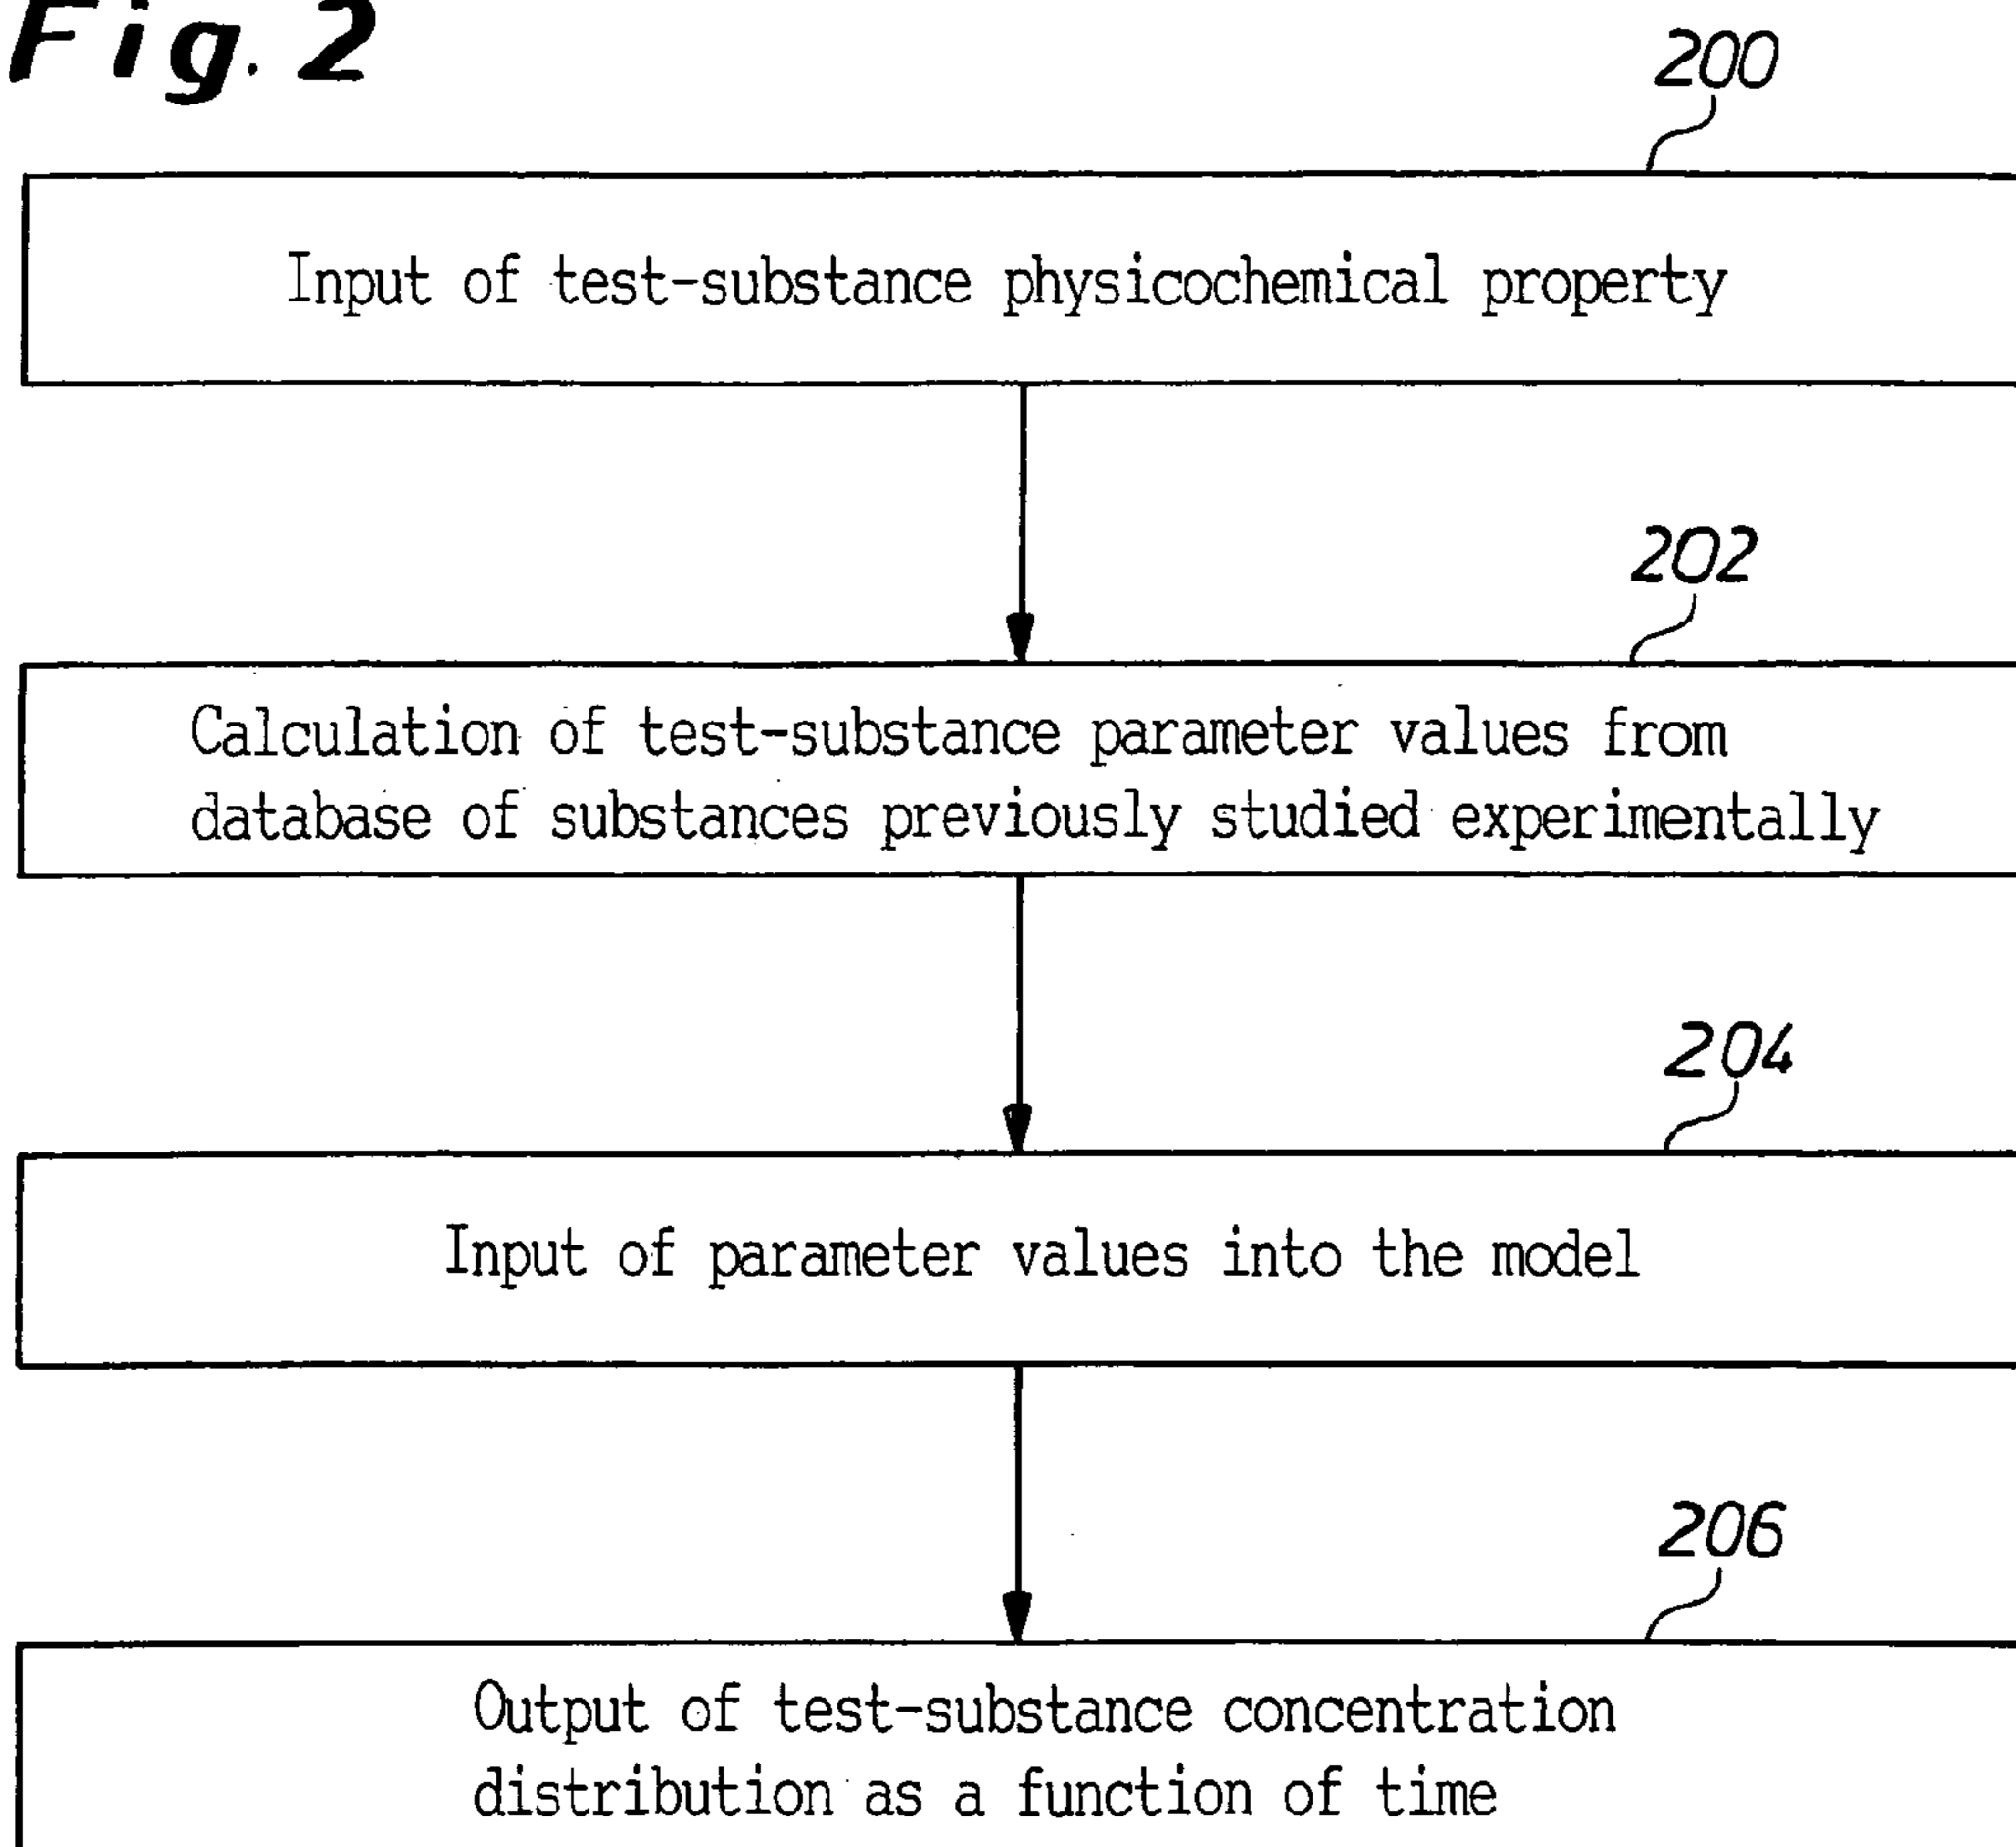 Fig. 2
200
Input of test-substance physicochemical property
202
Calculation of test-substance parameter values from
database of substances previously studied experimentally
204
Input of parameter values into the model
206
Output of test-substance concentration
distribution as a function of time